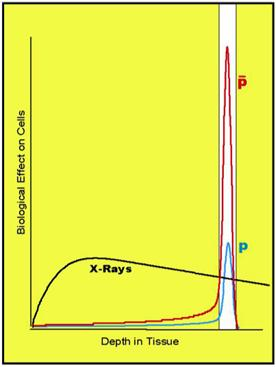 p̄
p
X-Rays
Biological Effect on Cells
Depth in Tissue